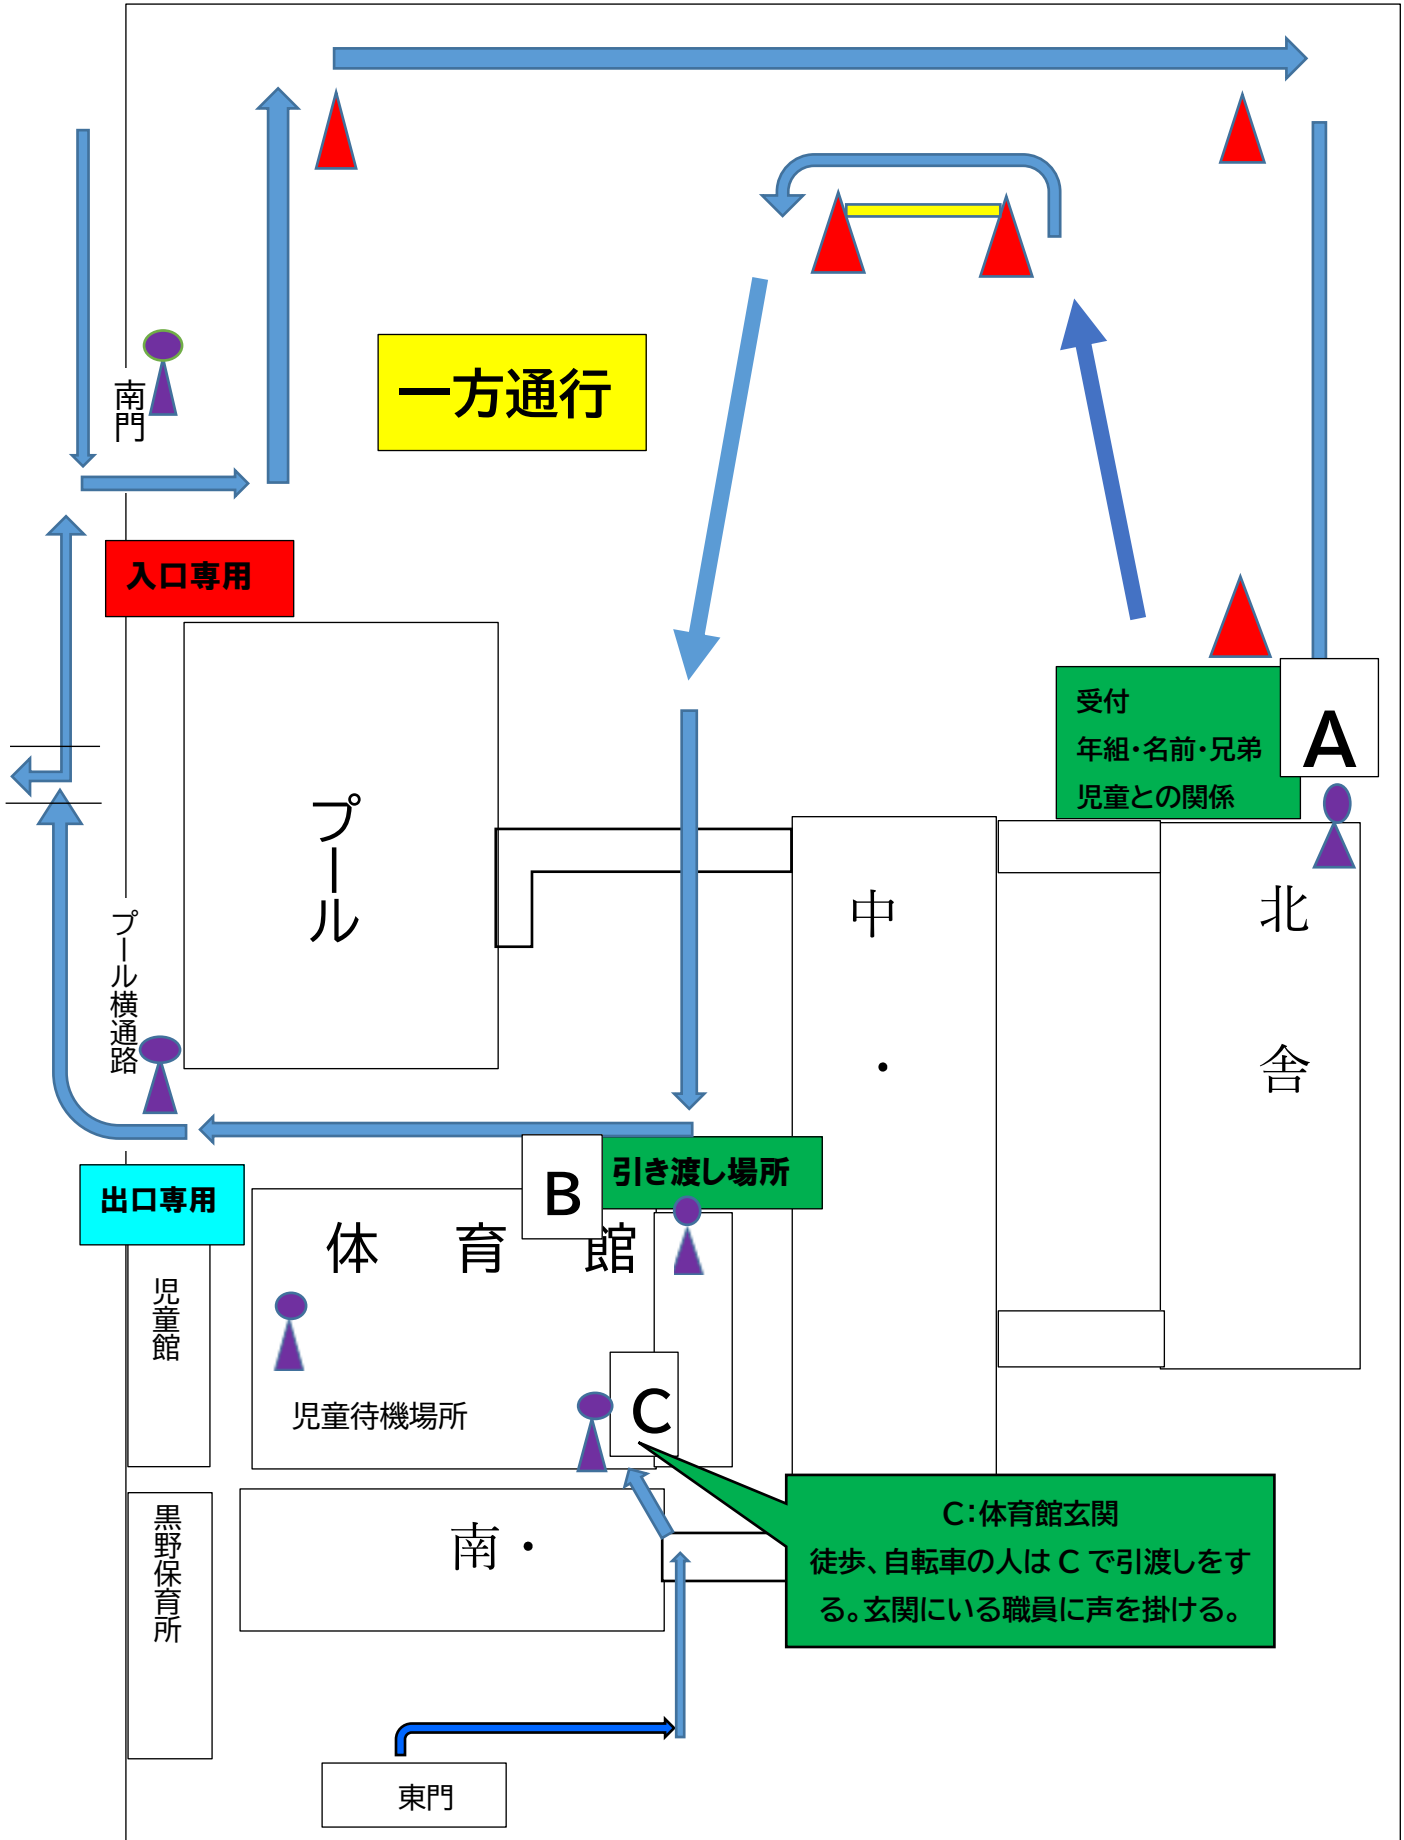 南門
一方通行
入口専用
受付
年組・名前・兄弟
児童との関係
A
プール
中・
北舎
プール横通路
引き渡し場所
B
出口専用
体育館
児童館
児童待機場所
C
C：体育館玄関
徒歩、自転車の人はCで引渡しをす
る。玄関にいる職員に声を掛ける。
南・
黒野保育所
東門